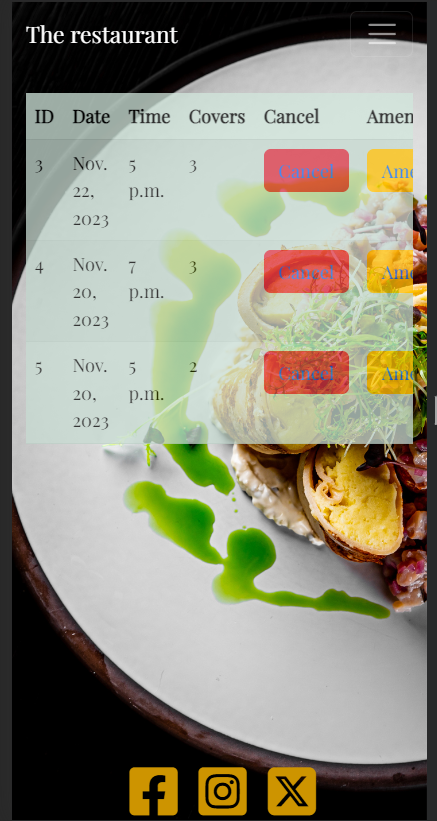 The restaurant
ID Date Time Covers Cancel Amen
3 Nov. 5 3 Cancel Ame
22, p.m.
2023
4 Nov. 7 3 Cancel Ame
20, p.m.
2023
5 Nov. 5 2 Cancel Ame
20, p.m.
2023